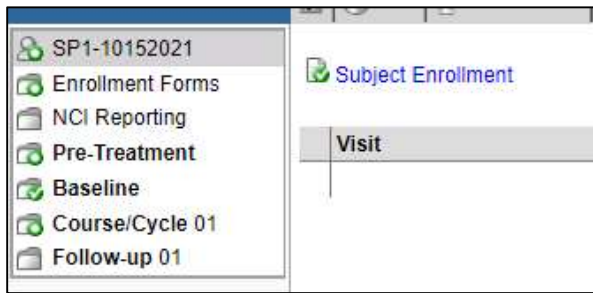 SP1-10152021
Enrollment Forms
NCI Reporting
Pre-Treatment
Baseline
Course/Cycle 01
Follow-up 01
Subject Enrollment
Visit